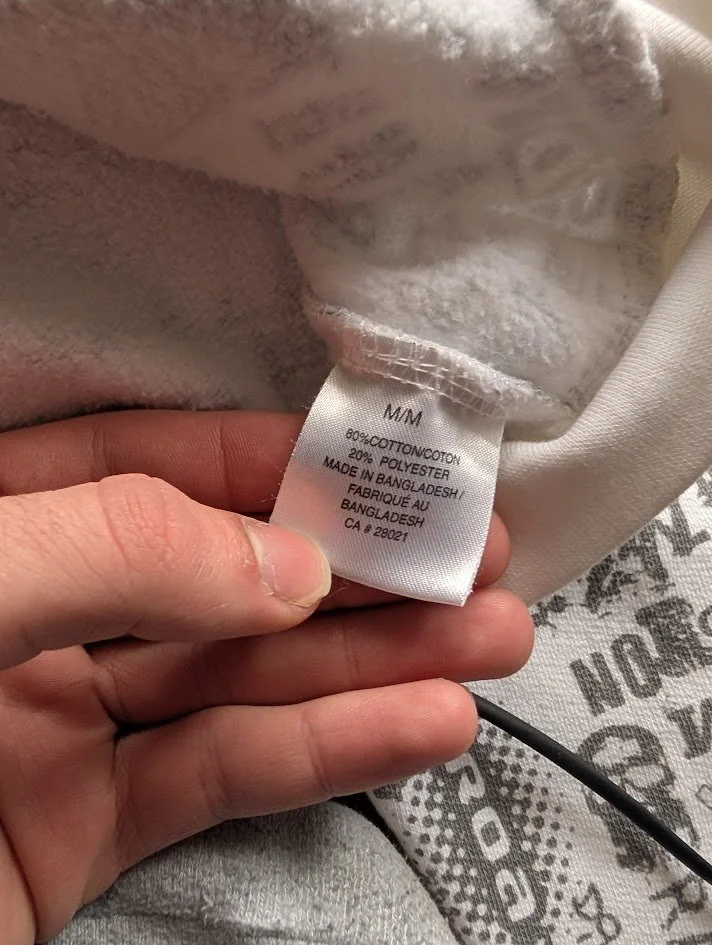 M/M
80%COTTON/COTON
20% POLYESTER
MADE IN BANGLADESH/
FABRIQUÉ AU
BANGLADESH
CA # 28021